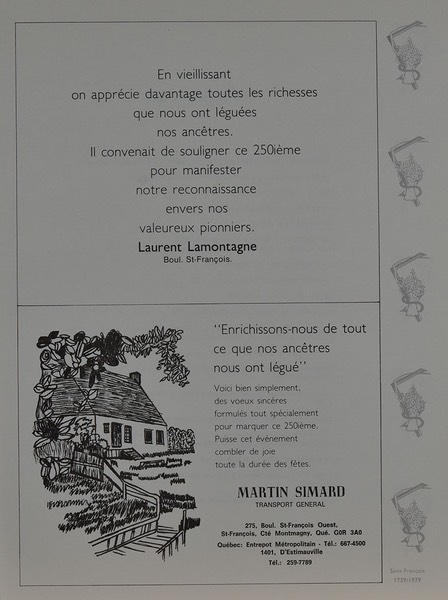 En vieillissant
on apprécie davantage toutes les richesses
que nous ont léguées
nos ancêtres.
Il convenait de souligner ce 250ième
pour manifester
notre reconnaissance
envers nos
valeureux pionniers.
Laurent Lamontagne
Boul. St-François.
"Enrichissons-nous de tout
ce que nos ancêtres
nous ont légué"
Voici bien simplement,
des voeux sincères
formulés tout spécialement
pour marquer ce 250ième.
Puisse cet événement
combler de joie
toute la durée des fêtes.
MARTIN SIMARD
TRANSPORT GENERAL
275, Boul. St-François Ouest,
St-François, Cté Montmagny, Qué. G0R 3A0
Québec: Entrepot Métropolitain - Tél.: 667-4500
1401, D'Estimauville
Tél.: 259-7789
Saint-François
1729-1979